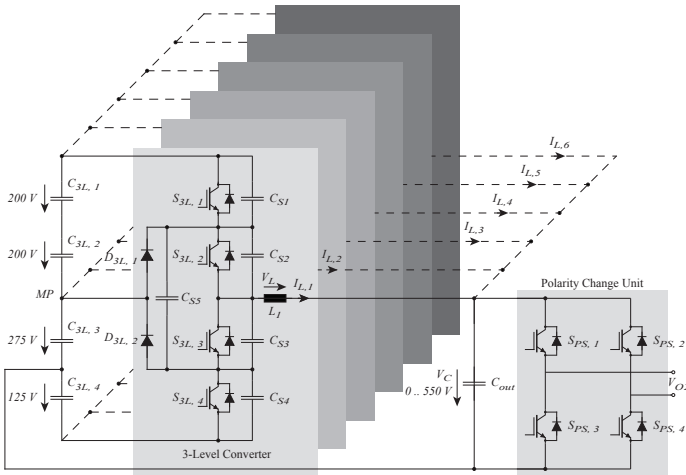 I_{L,6}
I_{L,5}
I_{L,4}
I_{L,3}
I_{L,2}
200 V
C_{3L, 1}
S_{3L, 1}
C_{S1}
200 V
C_{3L, 2}
D_{3L, 1}
S_{3L, 2}
C_{S2}
V_L
I_{L,1}
MP
C_{S5}
L_1
Polarity Change Unit
275 V
C_{3L, 3}
D_{3L, 2}
S_{3L, 3}
C_{S3}
S_{PS, 1}
S_{PS, 2}
125 V
C_{3L, 4}
S_{3L, 4}
C_{S4}
V_C
0 .. 550 V
C_{out}
S_{PS, 3}
S_{PS, 4}
3-Level Converter